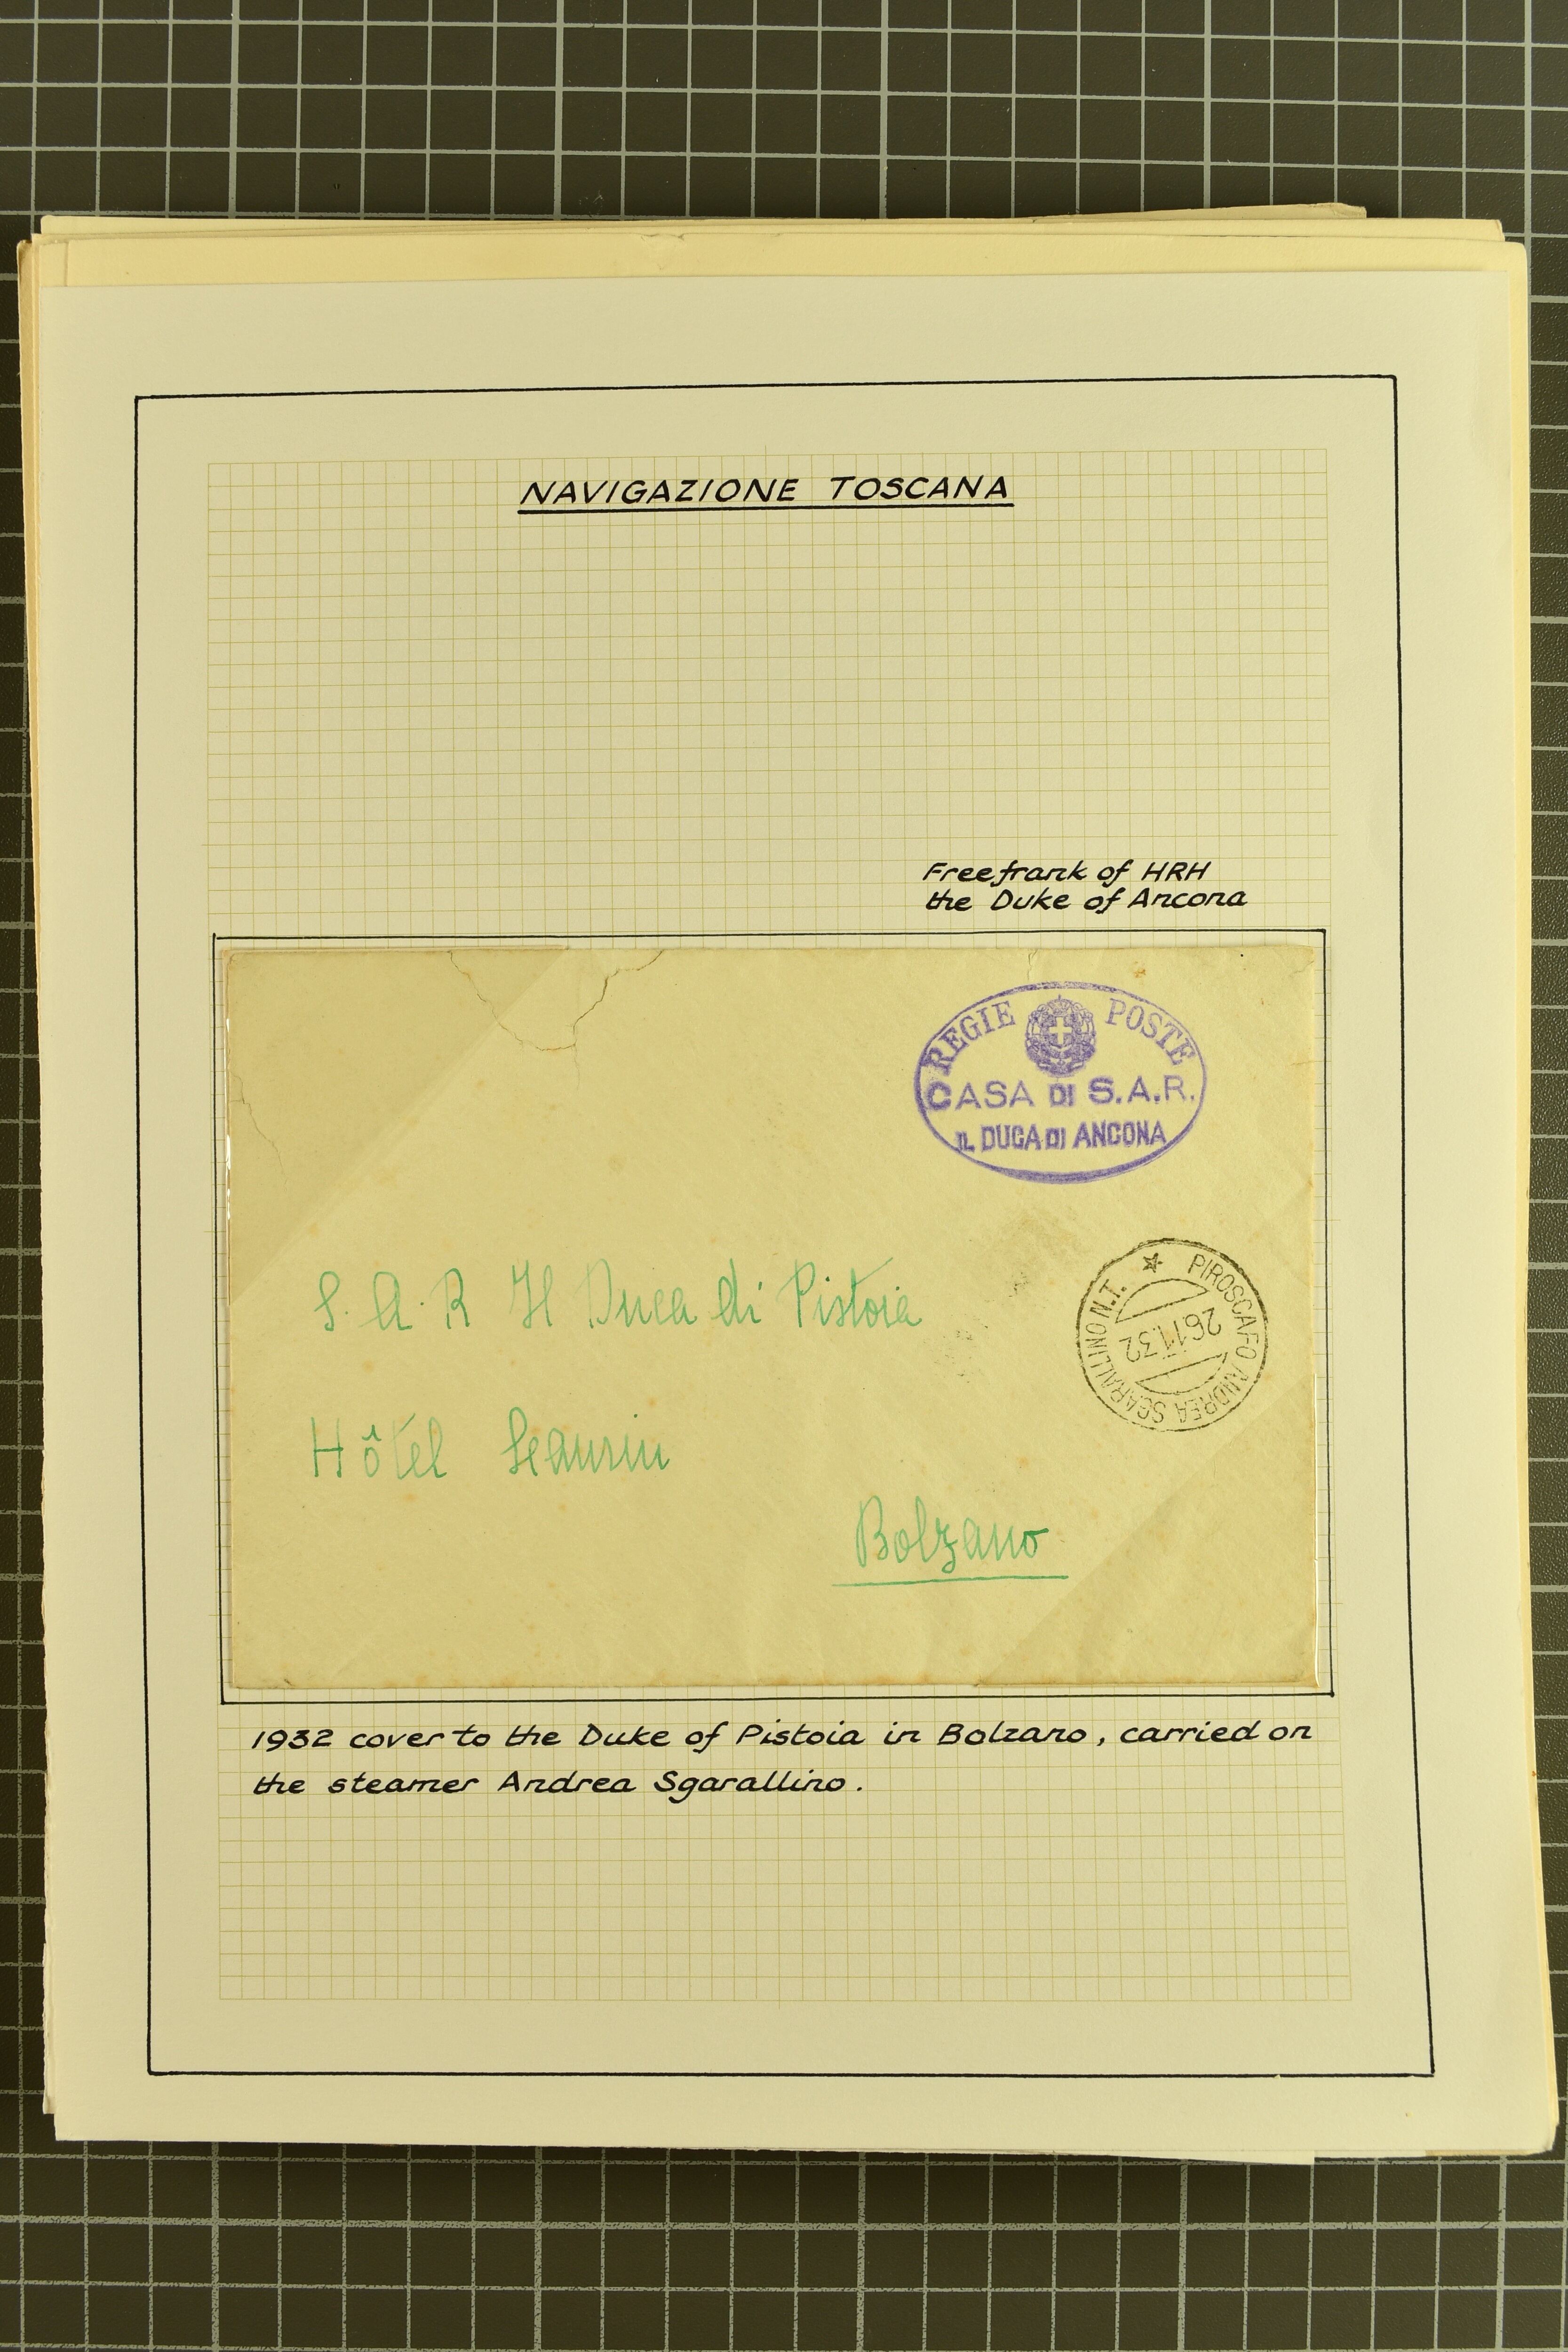 NAVIGAZIONE TOSCANA
Freefrank of HRH
the Duke of Ancona
REGIE POSTE
CASA DI S.A.R.
IL DUCA DI ANCONA
PIROSCAFO ANDREA SGARALLINO N.T.
26.11.32
S. A. R Il Duca di Pistoia
Hôtel
Bolzano
1932 cover to the Duke of Pistoia in Bolzano, carried on
the steamer Andrea Sgarallino.